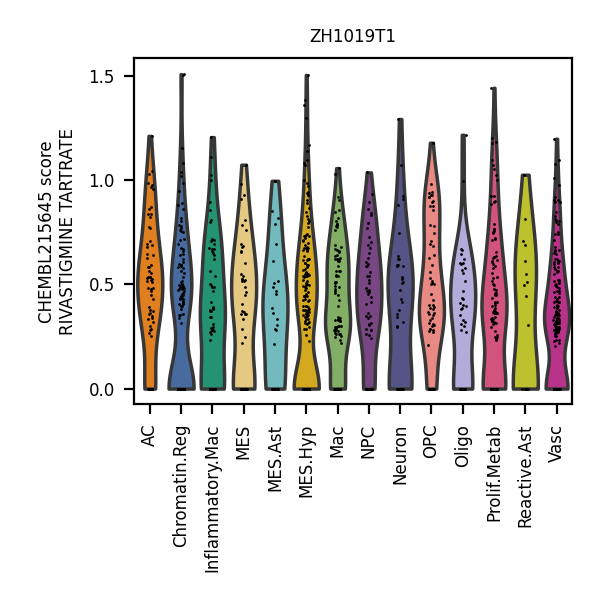 ZH1019T1
CHEMBL215645 score
RIVASTIGMINE TARTRATE
1.5
1.0
0.5
0.0
AC
Chromatin.Reg
Inflammatory.Mac
MES
MES.Ast
MES.Hyp
Mac
NPC
Neuron
OPC
Oligo
Prolif.Metab
Reactive.Ast
Vasc